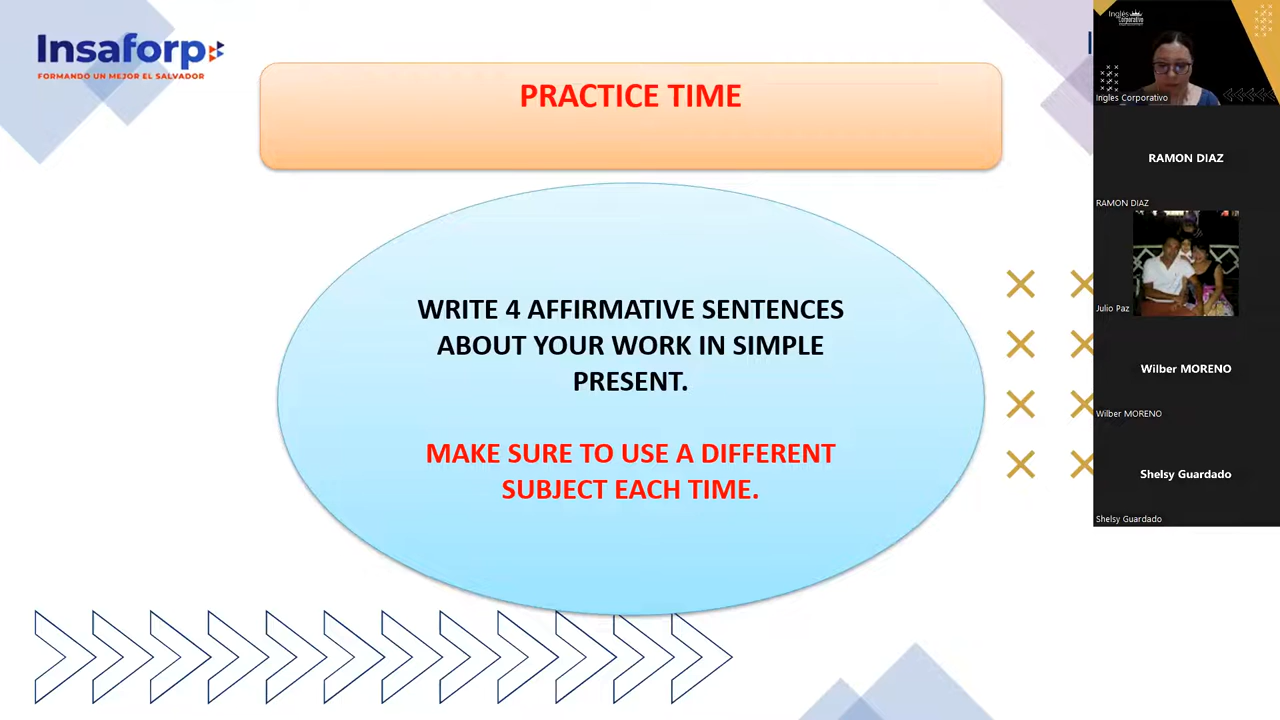 Insaforp
FORMANDO UN MEJOR EL SALVADOR
PRACTICE TIME
WRITE 4 AFFIRMATIVE SENTENCES
ABOUT YOUR WORK IN SIMPLE
PRESENT.
MAKE SURE TO USE A DIFFERENT
SUBJECT EACH TIME.
Inglés
Corporativo
Ingles Corporativo
RAMON DIAZ
RAMON DIAZ
Julio Paz
Wilber MORENO
Wilber MORENO
Shelsy Guardado
Shelsy Guardado